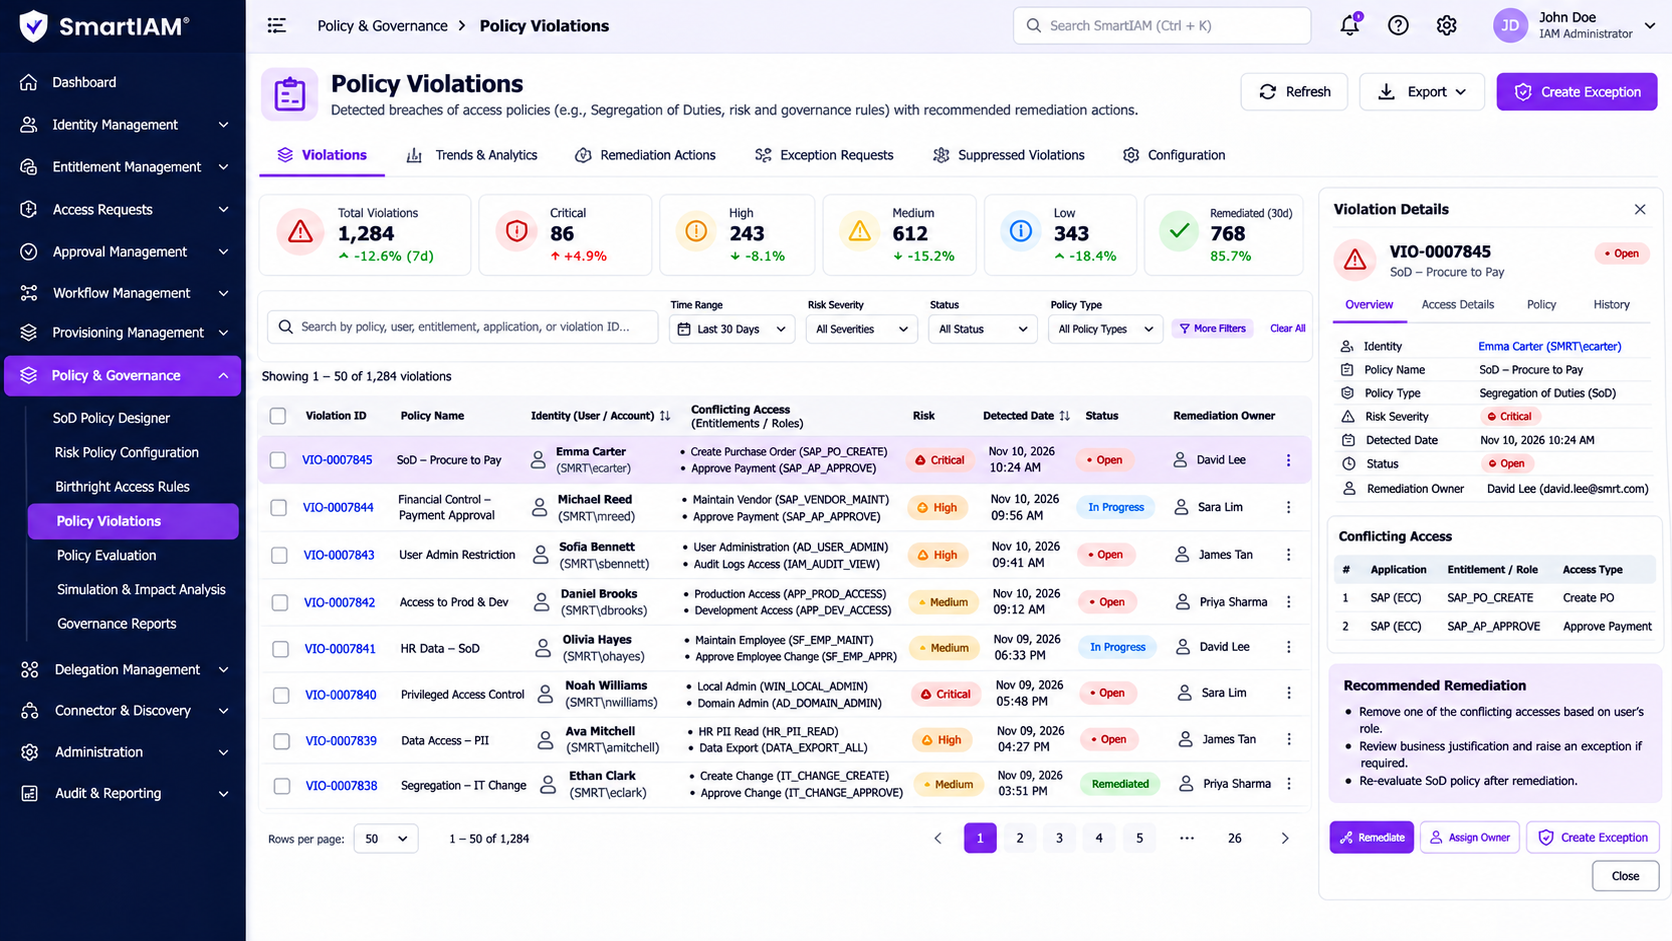 SmartIAM®
Policy & Governance > Policy Violations
Search SmartIAM (Ctrl + K)
JD
John Doe
IAM Administrator
Dashboard
Identity Management
Entitlement Management
Access Requests
Approval Management
Workflow Management
Provisioning Management
Policy & Governance
SoD Policy Designer
Risk Policy Configuration
Birthright Access Rules
Policy Violations
Policy Evaluation
Simulation & Impact Analysis
Governance Reports
Delegation Management
Connector & Discovery
Administration
Audit & Reporting
Policy Violations
Detected breaches of access policies (e.g., Segregation of Duties, risk and governance rules) with recommended remediation actions.
Refresh
Export
Create Exception
Violations
Trends & Analytics
Remediation Actions
Exception Requests
Suppressed Violations
Configuration
Total Violations
1,284
-12.6% (7d)
Critical
86
+4.9%
High
243
-8.1%
Medium
612
-15.2%
Low
343
-18.4%
Remediated (30d)
768
85.7%
Search by policy, user, entitlement, application, or violation ID...
Time Range
Last 30 Days
Risk Severity
All Severities
Status
All Status
Policy Type
All Policy Types
More Filters
Clear All
Showing 1 – 50 of 1,284 violations
Violation ID
Policy Name
Identity (User / Account)
Conflicting Access
(Entitlements / Roles)
Risk
Detected Date
Status
Remediation Owner
VIO-0007845
SoD – Procure to Pay
Emma Carter
(SMRT\ecarter)
• Create Purchase Order (SAP_PO_CREATE)
• Approve Payment (SAP_AP_APPROVE)
Critical
Nov 10, 2026
10:24 AM
• Open
David Lee
VIO-0007844
Financial Control –
Payment Approval
Michael Reed
(SMRT\mreed)
• Maintain Vendor (SAP_VENDOR_MAINT)
• Approve Payment (SAP_AP_APPROVE)
High
Nov 10, 2026
09:56 AM
In Progress
Sara Lim
VIO-0007843
User Admin Restriction
Sofia Bennett
(SMRT\sbennett)
• User Administration (AD_USER_ADMIN)
• Audit Logs Access (IAM_AUDIT_VIEW)
High
Nov 10, 2026
09:41 AM
• Open
James Tan
VIO-0007842
Access to Prod & Dev
Daniel Brooks
(SMRT\dbrooks)
• Production Access (APP_PROD_ACCESS)
• Development Access (APP_DEV_ACCESS)
Medium
Nov 10, 2026
09:12 AM
• Open
Priya Sharma
VIO-0007841
HR Data – SoD
Olivia Hayes
(SMRT\ohayes)
• Maintain Employee (SF_EMP_MAINT)
• Approve Employee Change (SF_EMP_APPR)
Medium
Nov 09, 2026
06:33 PM
In Progress
David Lee
VIO-0007840
Privileged Access Control
Noah Williams
(SMRT\nwilliams)
• Local Admin (WIN_LOCAL_ADMIN)
• Domain Admin (AD_DOMAIN_ADMIN)
Critical
Nov 09, 2026
05:48 PM
• Open
Sara Lim
VIO-0007839
Data Access – PII
Ava Mitchell
(SMRT\amitchell)
• HR PII Read (HR_PII_READ)
• Data Export (DATA_EXPORT_ALL)
High
Nov 09, 2026
04:27 PM
• Open
James Tan
VIO-0007838
Segregation – IT Change
Ethan Clark
(SMRT\eclark)
• Create Change (IT_CHANGE_CREATE)
• Approve Change (IT_CHANGE_APPROVE)
Medium
Nov 09, 2026
03:51 PM
Remediated
Priya Sharma
Rows per page:
50
1 – 50 of 1,284
1 2 3 4 5 ... 26
Violation Details
VIO-0007845
SoD – Procure to Pay
• Open
Overview
Access Details
Policy
History
Identity
Emma Carter (SMRT\ecarter)
Policy Name
SoD – Procure to Pay
Policy Type
Segregation of Duties (SoD)
Risk Severity
Critical
Detected Date
Nov 10, 2026 10:24 AM
Status
Open
Remediation Owner
David Lee (david.lee@smrt.com)
Conflicting Access
# Application Entitlement / Role Access Type
1 SAP (ECC) SAP_PO_CREATE Create PO
2 SAP (ECC) SAP_AP_APPROVE Approve Payment
Recommended Remediation
• Remove one of the conflicting accesses based on user's
role.
• Review business justification and raise an exception if
required.
• Re-evaluate SoD policy after remediation.
Remediate
Assign Owner
Create Exception
Close